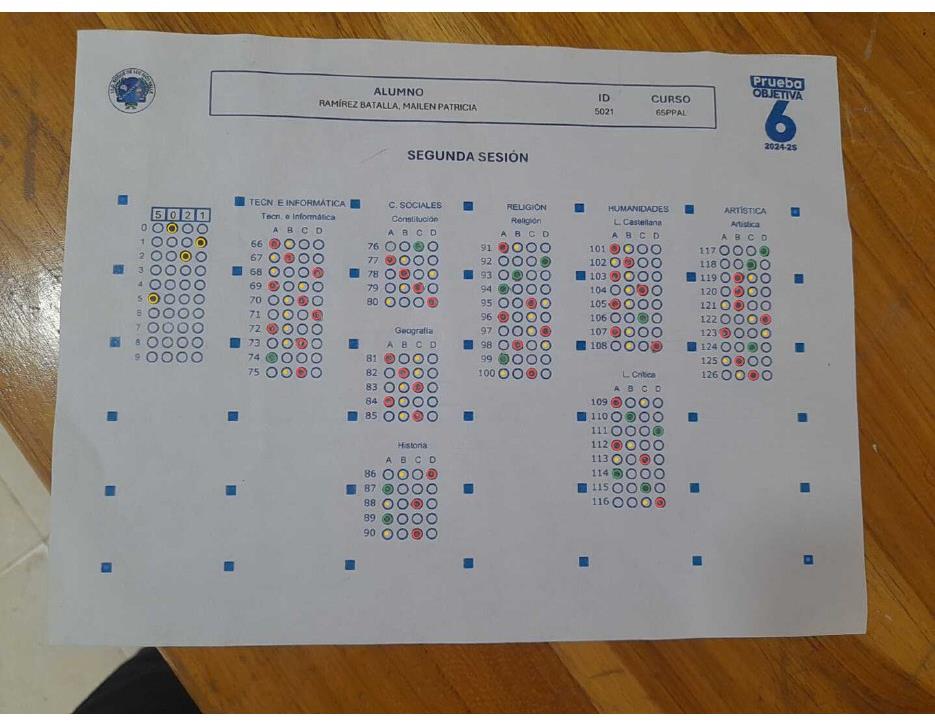 ALUMNO
RAMÍREZ BATALLA, MAILEN PATRICIA
ID
5021
CURSO
65PPAL
Prueba
OBJETIVA
6
2024-25
SEGUNDA SESIÓN
5 0 2 1
0
1
2
3
4
5
6
7
8
9
TECN. E INFORMÁTICA
Tecn. e Informática
A B C D
66
67
68
69
70
71
72
73
74
75
C. SOCIALES
Constitución
A B C D
76
77
78
79
80
Geografía
A B C D
81
82
83
84
85
Historia
A B C D
86
87
88
89
90
RELIGIÓN
Religión
A B C D
91
92
93
94
95
96
97
98
99
100
HUMANIDADES
L. Castellana
A B C D
101
102
103
104
105
106
107
108
L. Crítica
A B C D
109
110
111
112
113
114
115
116
ARTÍSTICA
Artística
A B C D
117
118
119
120
121
122
123
124
125
126